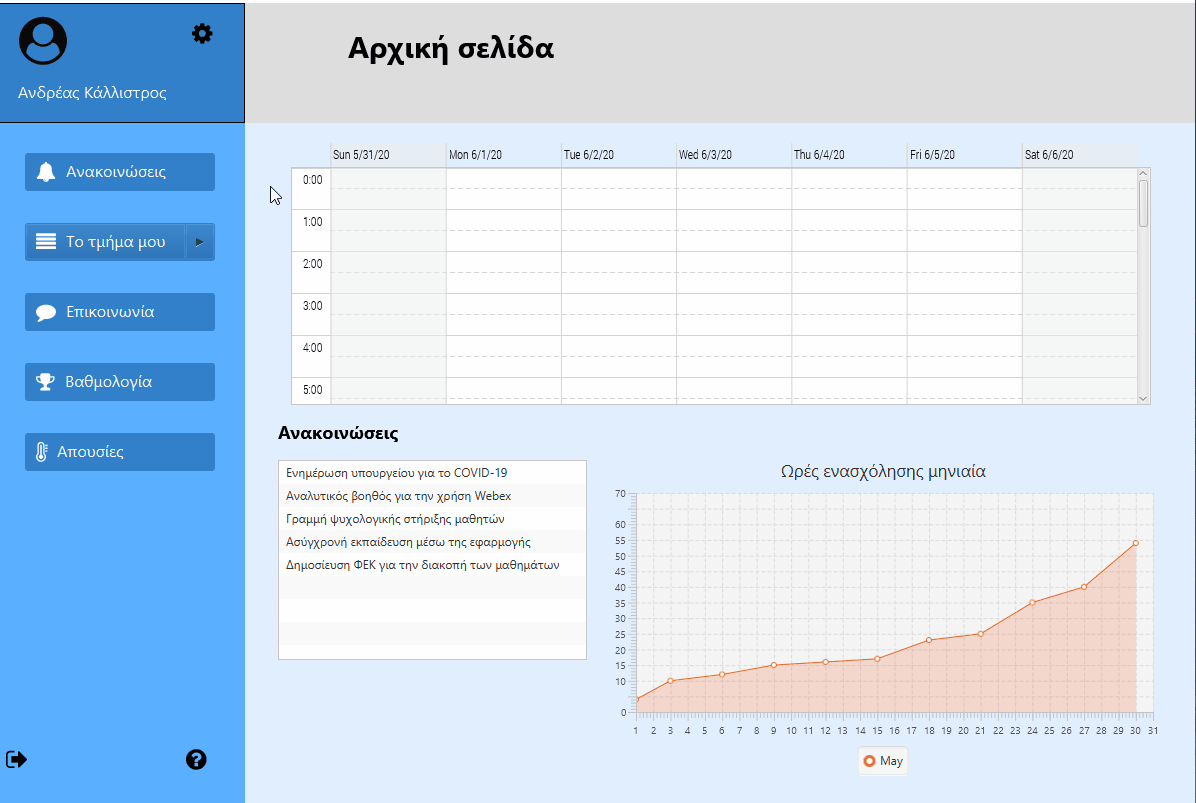 Αρχική σελίδα
Ανδρέας Κάλλιστρος
Ανακοινώσεις
Το τμήμα μου
Επικοινωνία
Βαθμολογία
Απουσίες
Sun 5/31/20 Mon 6/1/20 Tue 6/2/20 Wed 6/3/20 Thu 6/4/20 Fri 6/5/20 Sat 6/6/20
0:00
1:00
2:00
3:00
4:00
5:00
Ανακοινώσεις
Ενημέρωση υπουργείου για το COVID-19
Αναλυτικός βοηθός για την χρήση Webex
Γραμμή ψυχολογικής στήριξης μαθητών
Ασύγχρονή εκπαίδευση μέσω της εφαρμογής
Δημοσίευση ΦΕΚ για την διακοπή των μαθημάτων
Ωρές ενασχόλησης μηνιαία
70
60
55
50
45
40
35
30
25
20
15
10
0
1 2 3 4 5 6 7 8 9 10 11 12 13 14 15 16 17 18 19 20 21 22 23 24 25 26 27 28 29 30 31
May